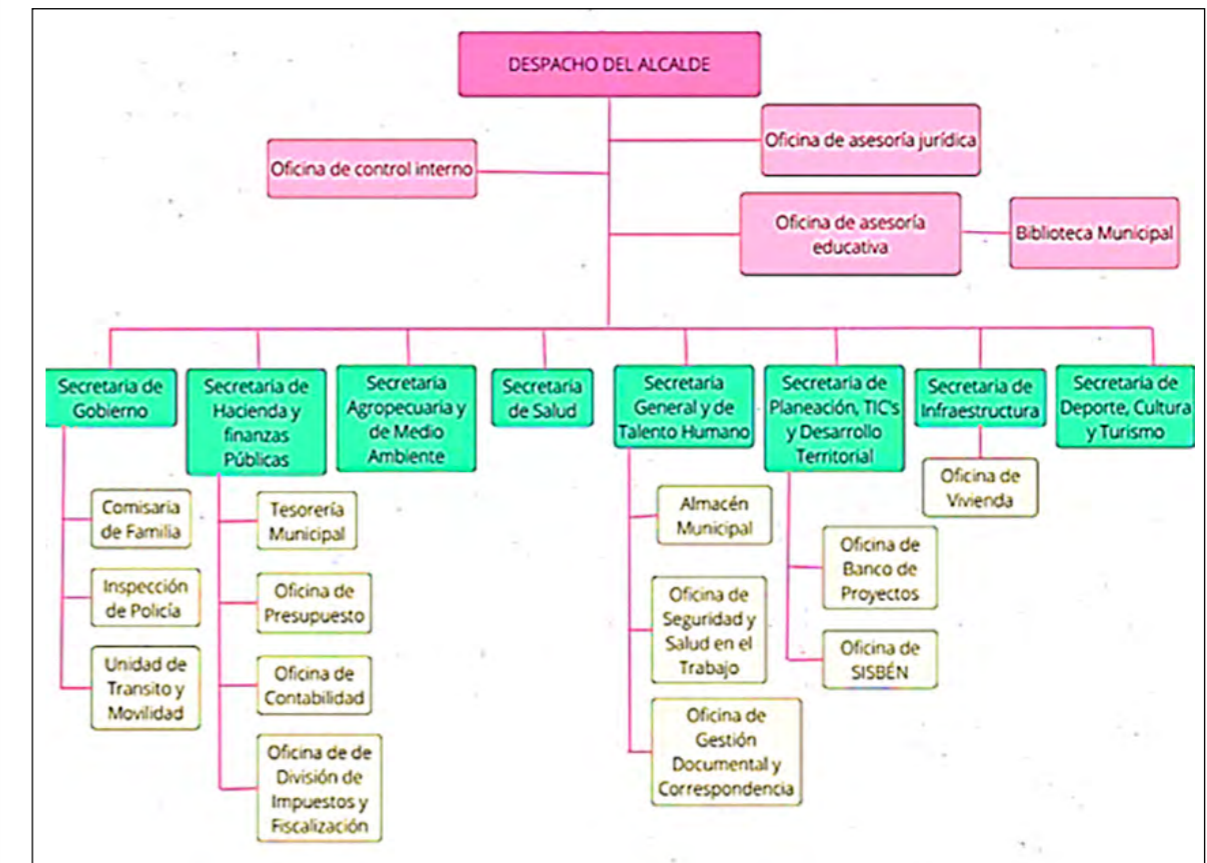 DESPACHO DEL ALCALDE
Oficina de asesoría jurídica
Oficina de control interno
Oficina de asesoría
educativa
Biblioteca Municipal
Secretaria de
Gobierno
Secretaria de
Hacienda y
finanzas
Públicas
Secretaria
Agropecuaria y
de Medio
Ambiente
Secretaria
de Salud
Secretaria
General y de
Talento Humano
Secretaria de
Planeación, TIC's
y Desarrollo
Territorial
Secretaria de
Infraestructura
Secretaria de
Deporte, Cultura
y Turismo
Comisaria
de Familia
Inspección
de Policía
Unidad de
Transito y
Movilidad
Tesorería
Municipal
Oficina de
Presupuesto
Oficina de
Contabilidad
Oficina de de
División de
Impuestos y
Fiscalización
Almacén
Municipal
Oficina de
Seguridad y
Salud en el
Trabajo
Oficina de
Gestión
Documental y
Correspondencia
Oficina de
Banco de
Proyectos
Oficina de
SISBÉN
Oficina de
Vivienda